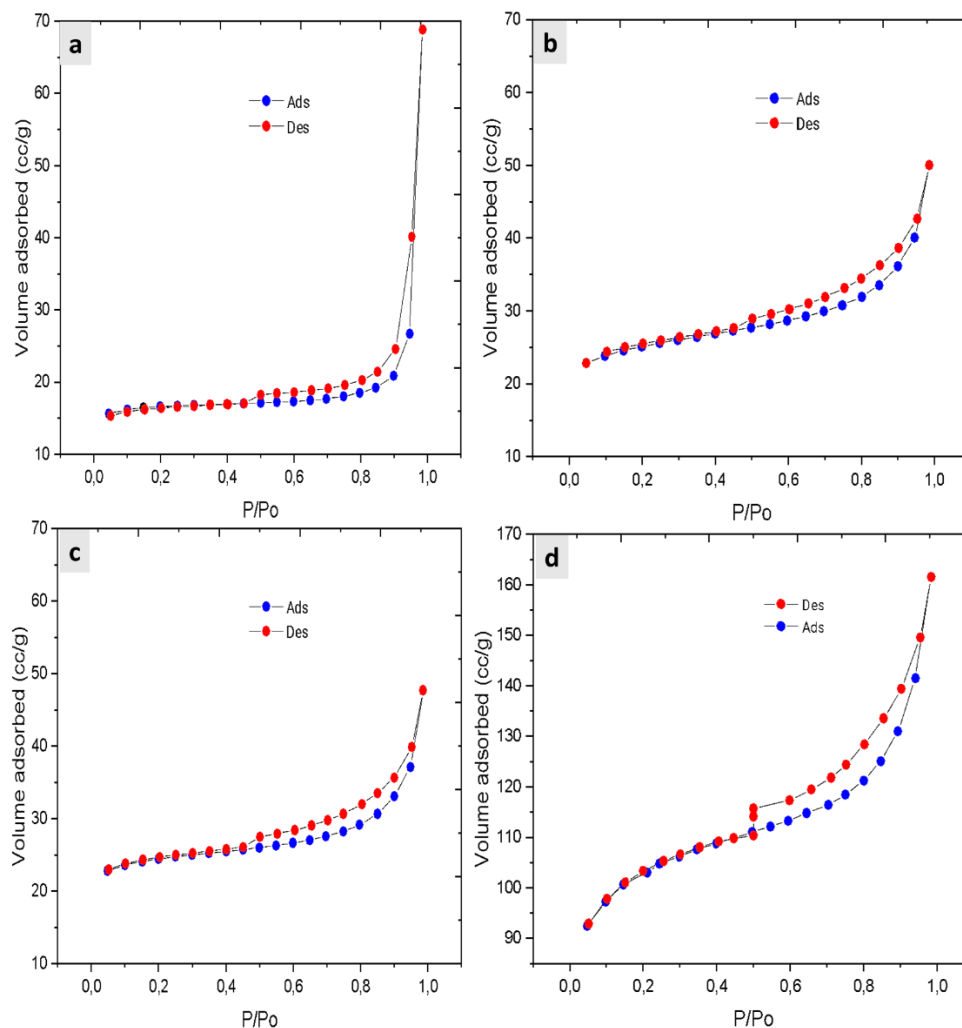 a
Ads
Des
Volume adsorbed (cc/g)
70
60
50
40
30
20
10
0,0 0,2 0,4 0,6 0,8 1,0
P/Po
b
Ads
Des
Volume adsorbed (cc/g)
70
60
50
40
30
20
10
0,0 0,2 0,4 0,6 0,8 1,0
P/Po
c
Ads
Des
Volume adsorbed (cc/g)
70
60
50
40
30
20
10
0,0 0,2 0,4 0,6 0,8 1,0
P/Po
d
Des
Ads
Volume adsorbed (cc/g)
170
160
150
140
130
120
110
100
90
0,0 0,2 0,4 0,6 0,8 1,0
P/Po